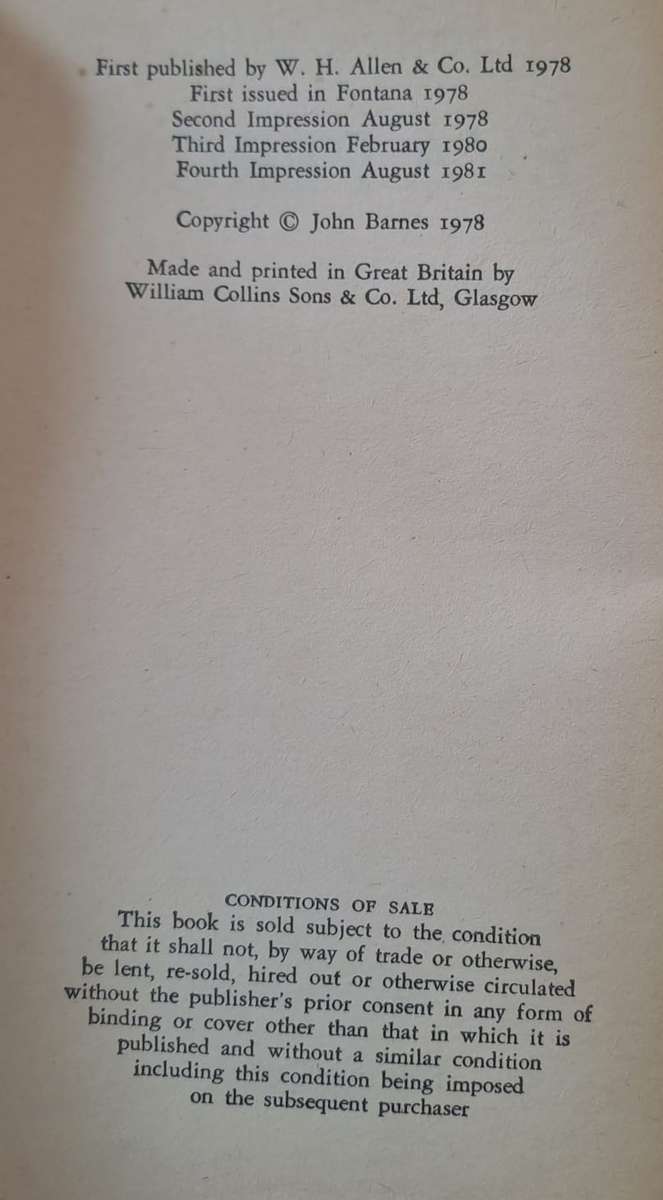 First published by W. H. Allen & Co. Ltd 1978
First issued in Fontana 1978
Second Impression August 1978
Third Impression February 1980
Fourth Impression August 1981
Copyright © John Barnes 1978
Made and printed in Great Britain by
William Collins Sons & Co. Ltd, Glasgow
CONDITIONS OF SALE
This book is sold subject to the condition
that it shall not, by way of trade or otherwise,
be lent, re-sold, hired out or otherwise circulated
without the publisher's prior consent in any form of
binding or cover other than that in which it is
published and without a similar condition
including this condition being imposed
on the subsequent purchaser